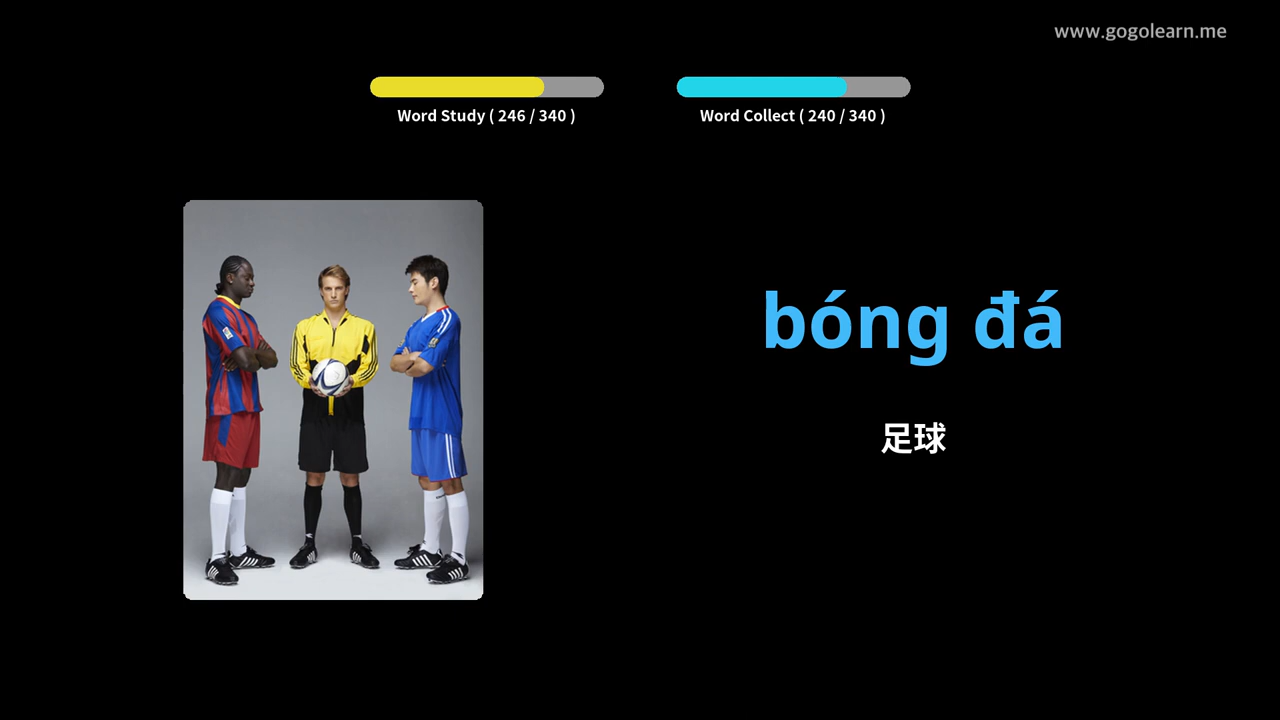 www.gogolearn.me
Word Study ( 246 / 340 )
Word Collect ( 240 / 340 )
bóng đá
足球